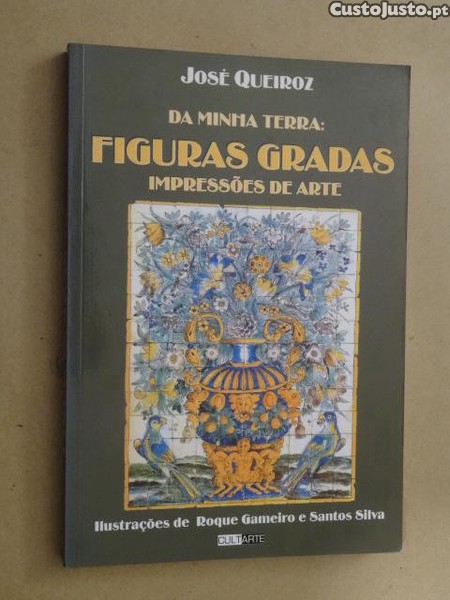 CustoJusto.pt
JOSÉ QUEIROZ
DA MINHA TERRA:
FIGURAS GRADAS
IMPRESSÕES DE ARTE
Ilustrações de Roque Gameiro e Santos Silva
CULTARTE